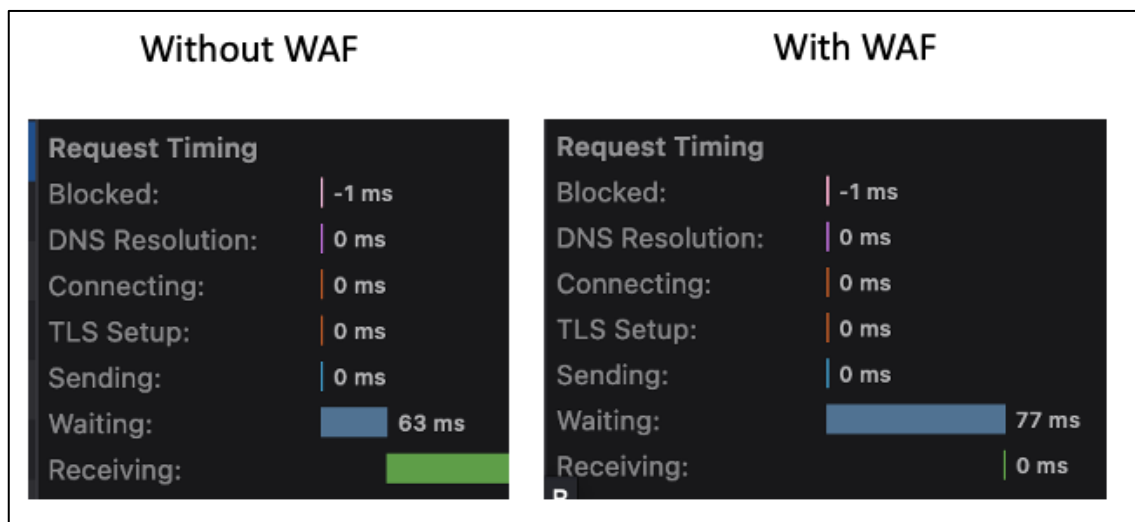 Without WAF
With WAF
Request Timing
Blocked: -1 ms
DNS Resolution: 0 ms
Connecting: 0 ms
TLS Setup: 0 ms
Sending: 0 ms
Waiting: 63 ms
Receiving:
Request Timing
Blocked: -1 ms
DNS Resolution: 0 ms
Connecting: 0 ms
TLS Setup: 0 ms
Sending: 0 ms
Waiting: 77 ms
Receiving: 0 ms